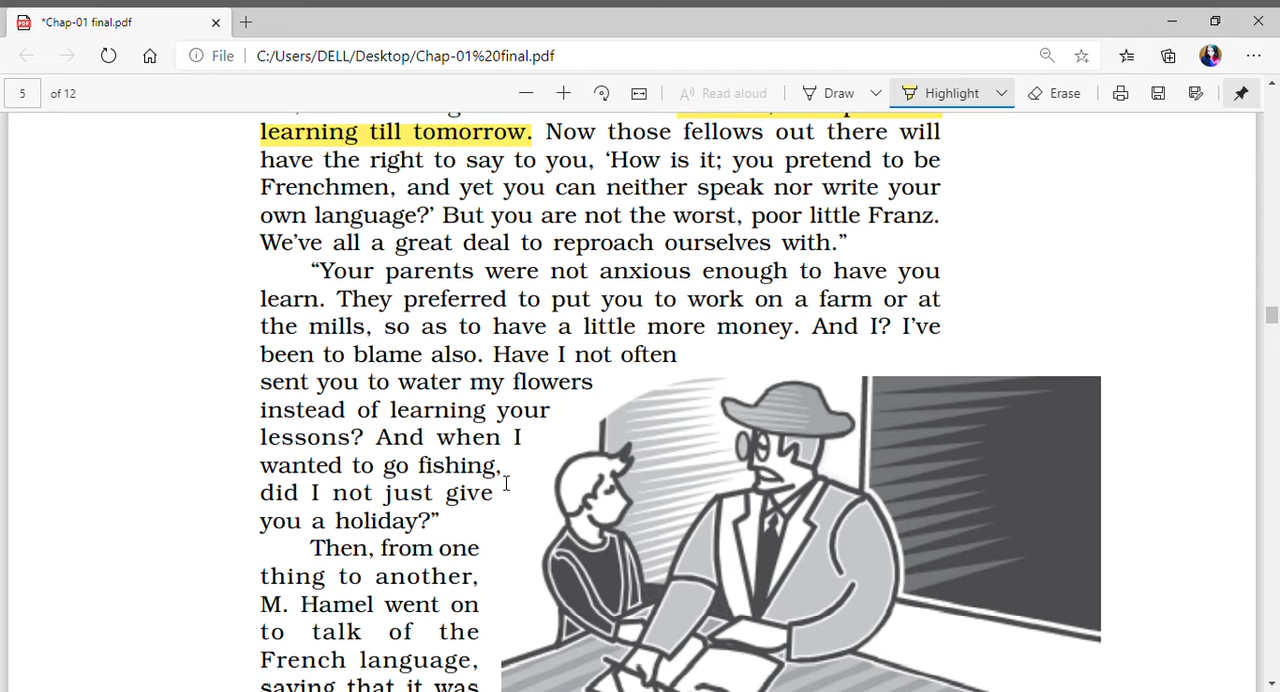 *Chap-01 final.pdf
File
C:/Users/DELL/Desktop/Chap-01%20final.pdf
5 of 12
Read aloud
Draw
Highlight
Erase
learning till tomorrow. Now those fellows out there will
have the right to say to you, ‘How is it; you pretend to be
Frenchmen, and yet you can neither speak nor write your
own language?’ But you are not the worst, poor little Franz.
We’ve all a great deal to reproach ourselves with.”
“Your parents were not anxious enough to have you
learn. They preferred to put you to work on a farm or at
the mills, so as to have a little more money. And I? I’ve
been to blame also. Have I not often
sent you to water my flowers
instead of learning your
lessons? And when I
wanted to go fishing,
did I not just give
you a holiday?”
Then, from one
thing to another,
M. Hamel went on
to talk of the
French language,
saying that it was